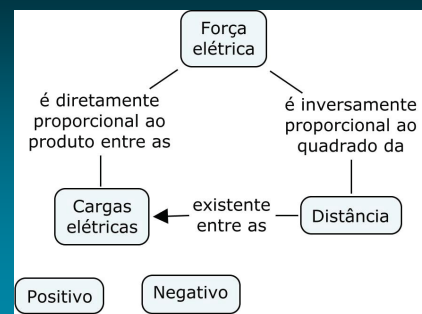 Força
elétrica
é diretamente
proporcional ao
produto entre as
é inversamente
proporcional ao
quadrado da
Cargas
elétricas
existente
entre as
Distância
Positivo
Negativo